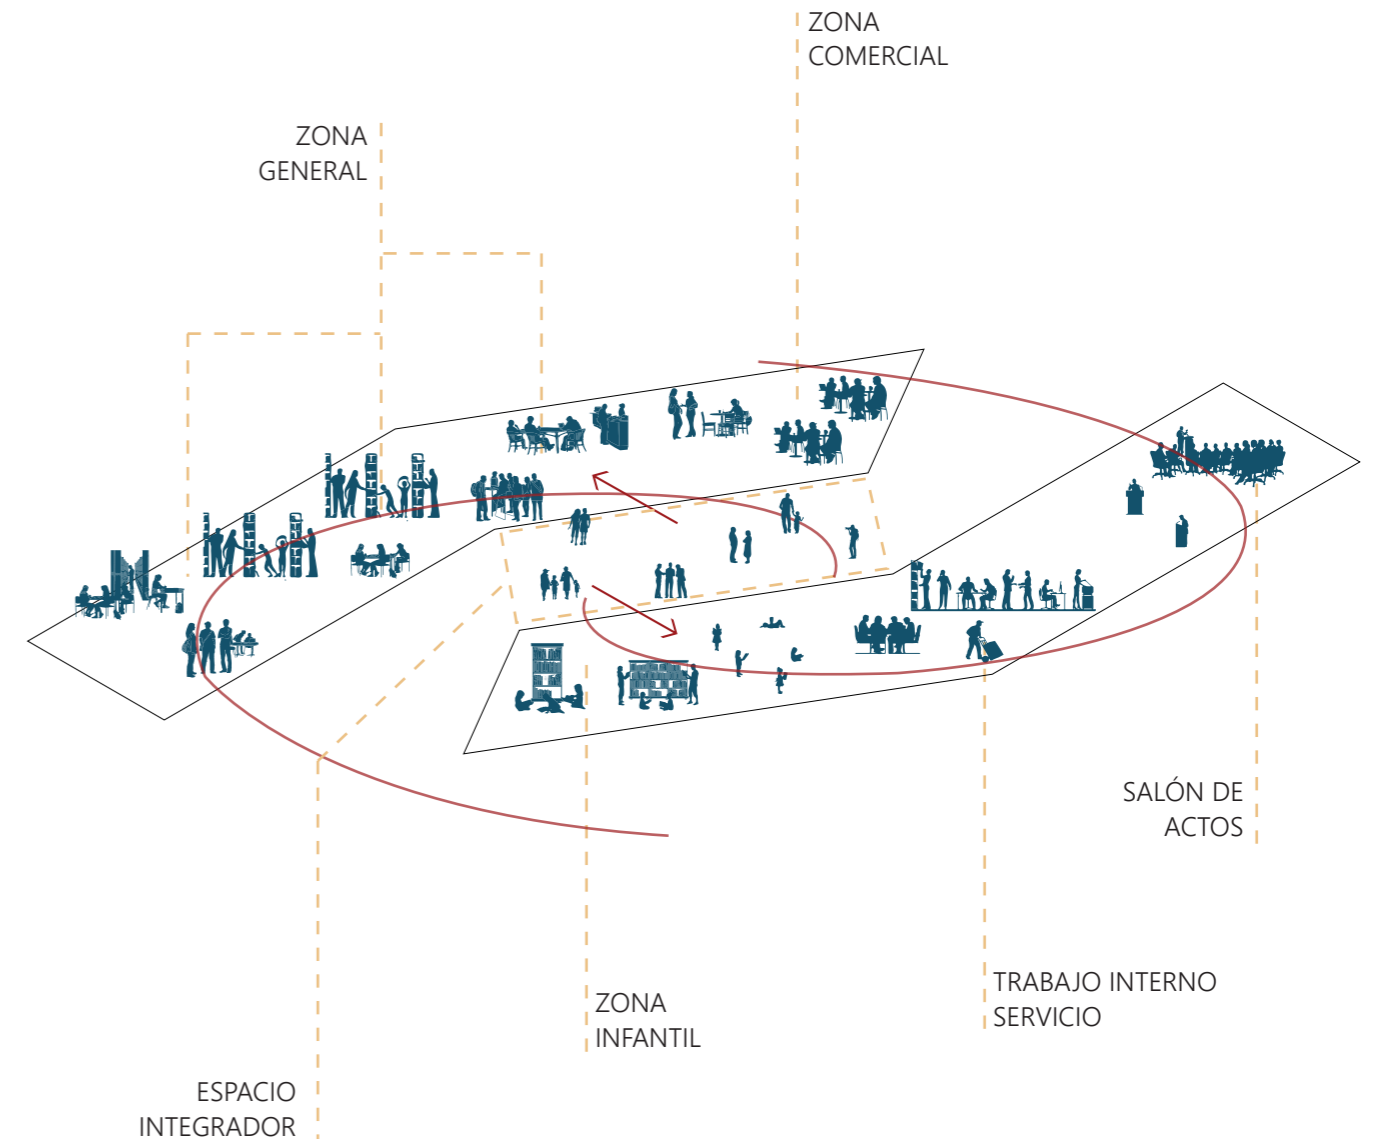 ZONA
COMERCIAL
ZONA
GENERAL
SALÓN DE
ACTOS
TRABAJO INTERNO
SERVICIO
ZONA
INFANTIL
ESPACIO
INTEGRADOR